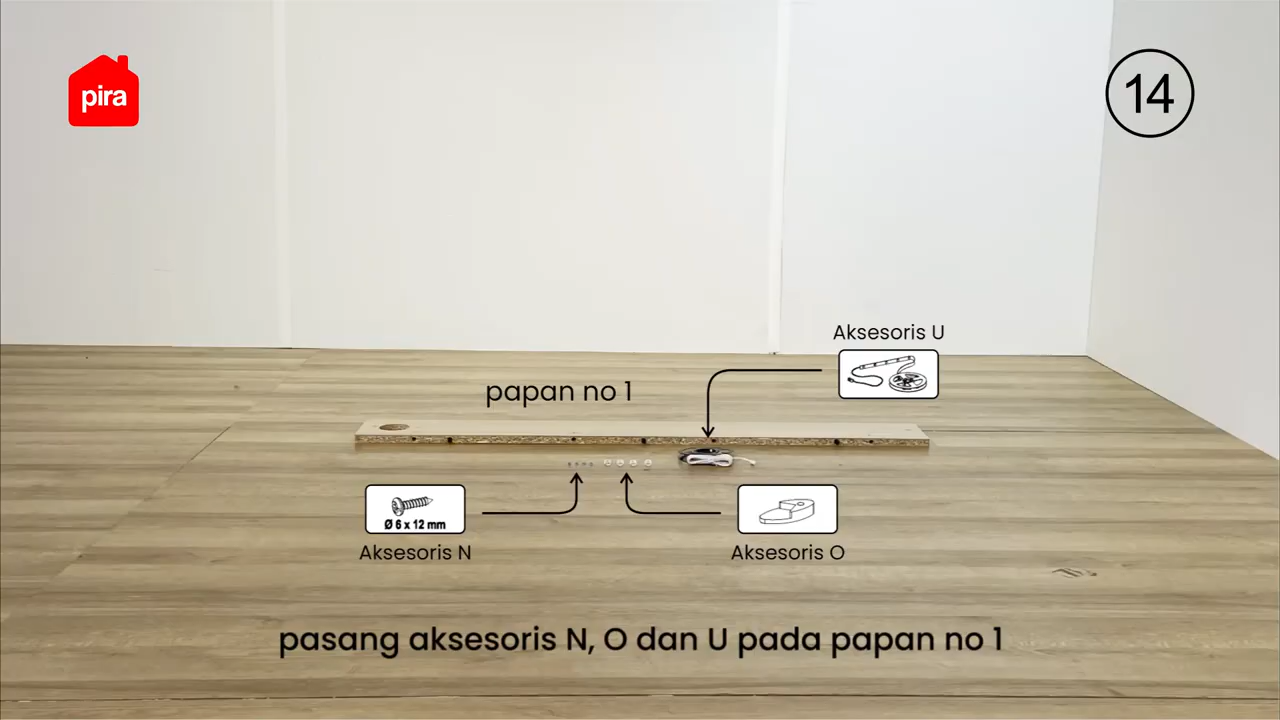 pira
14
Aksesoris U
papan no 1
Ø 6 x 12 mm
Aksesoris N
Aksesoris O
pasang aksesoris N, O dan U pada papan no 1